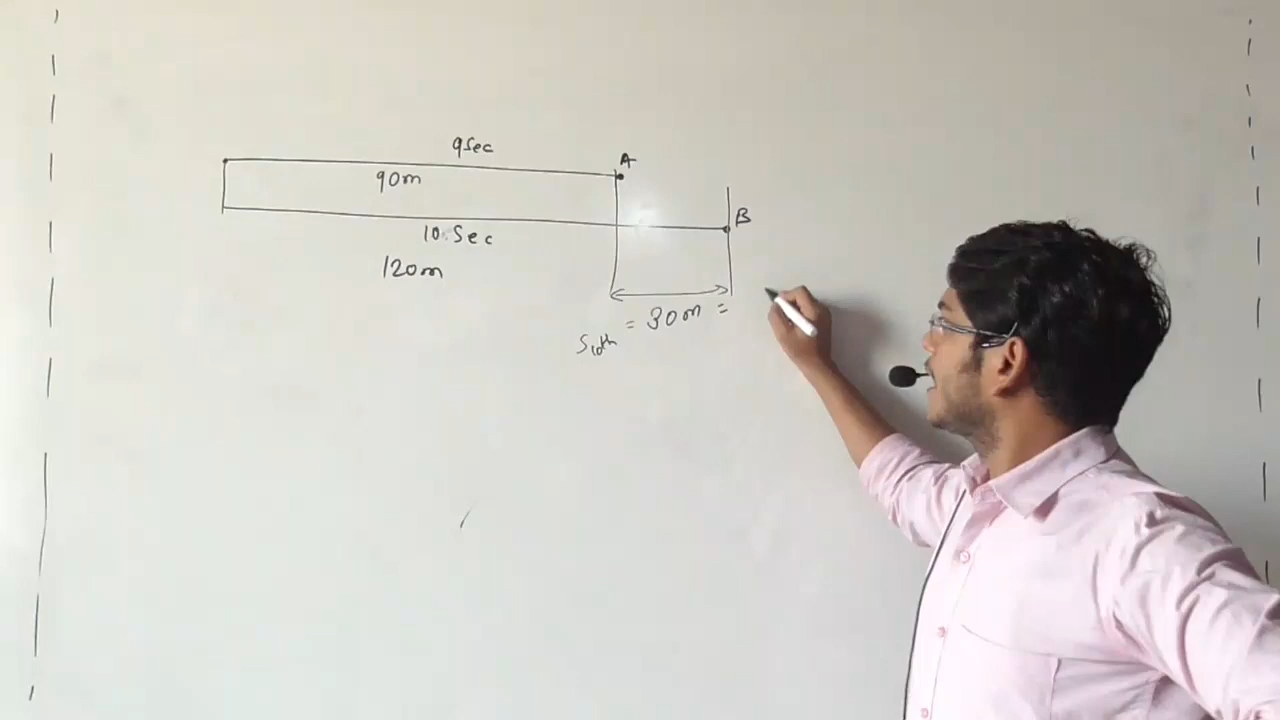 9Sec
A
90m
B
10.Sec
120m
S10th = 30m =